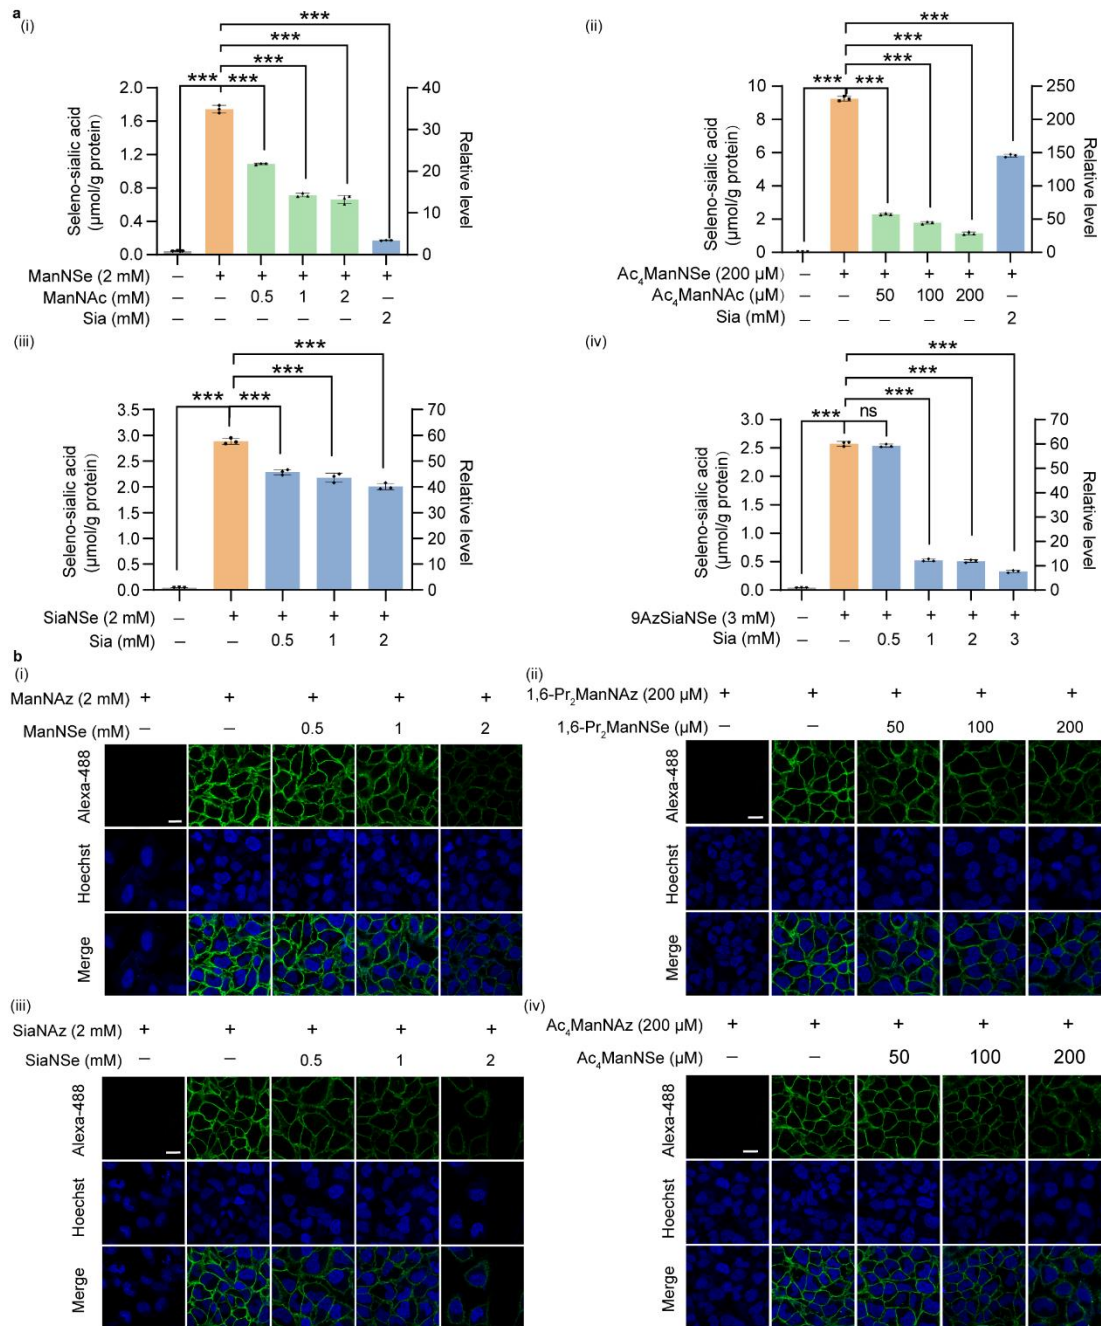 a
(i)
*** *** *** *** ***
2.0 1.6 1.2 0.8 0.4 0.0
Seleno-sialic acid
(μmol/g protein)
40 30 20 10 0
Relative level
ManNSe (2 mM) – + + + + +
ManNAc (mM) – – 0.5 1 2 –
Sia (mM) – – – – – 2
(ii)
*** *** *** *** ***
10 8 6 4 2 0
Seleno-sialic acid
(μmol/g protein)
250 200 150 100 50 0
Relative level
Ac₄ManNSe (200 μM) – + + + + +
Ac₄ManNAc (μM) – – 50 100 200 –
Sia (mM) – – – – – 2
(iii)
*** *** *** ***
3.5 3.0 2.5 2.0 1.5 1.0 0.5 0.0
Seleno-sialic acid
(μmol/g protein)
70 60 50 40 30 20 10 0
Relative level
SiaNSe (2 mM) – + + + +
Sia (mM) – – 0.5 1 2
(iv)
*** ns *** *** ***
3.0 2.5 2.0 1.5 1.0 0.5 0.0
Seleno-sialic acid
(μmol/g protein)
70 60 50 40 30 20 10 0
Relative level
9AzSiaNSe (3 mM) – + + + + +
Sia (mM) – – 0.5 1 2 3
b
(i)
ManNAz (2 mM) + + + + +
ManNSe (mM) – – 0.5 1 2
Alexa-488
Hoechst
Merge
(ii)
1,6-Pr₂ManNAz (200 μM) + + + + +
1,6-Pr₂ManNSe (μM) – – 50 100 200
Alexa-488
Hoechst
Merge
(iii)
SiaNAz (2 mM) + + + + +
SiaNSe (mM) – – 0.5 1 2
Alexa-488
Hoechst
Merge
(iv)
Ac₄ManNAz (200 μM) + + + + +
Ac₄ManNSe (μM) – – 50 100 200
Alexa-488
Hoechst
Merge